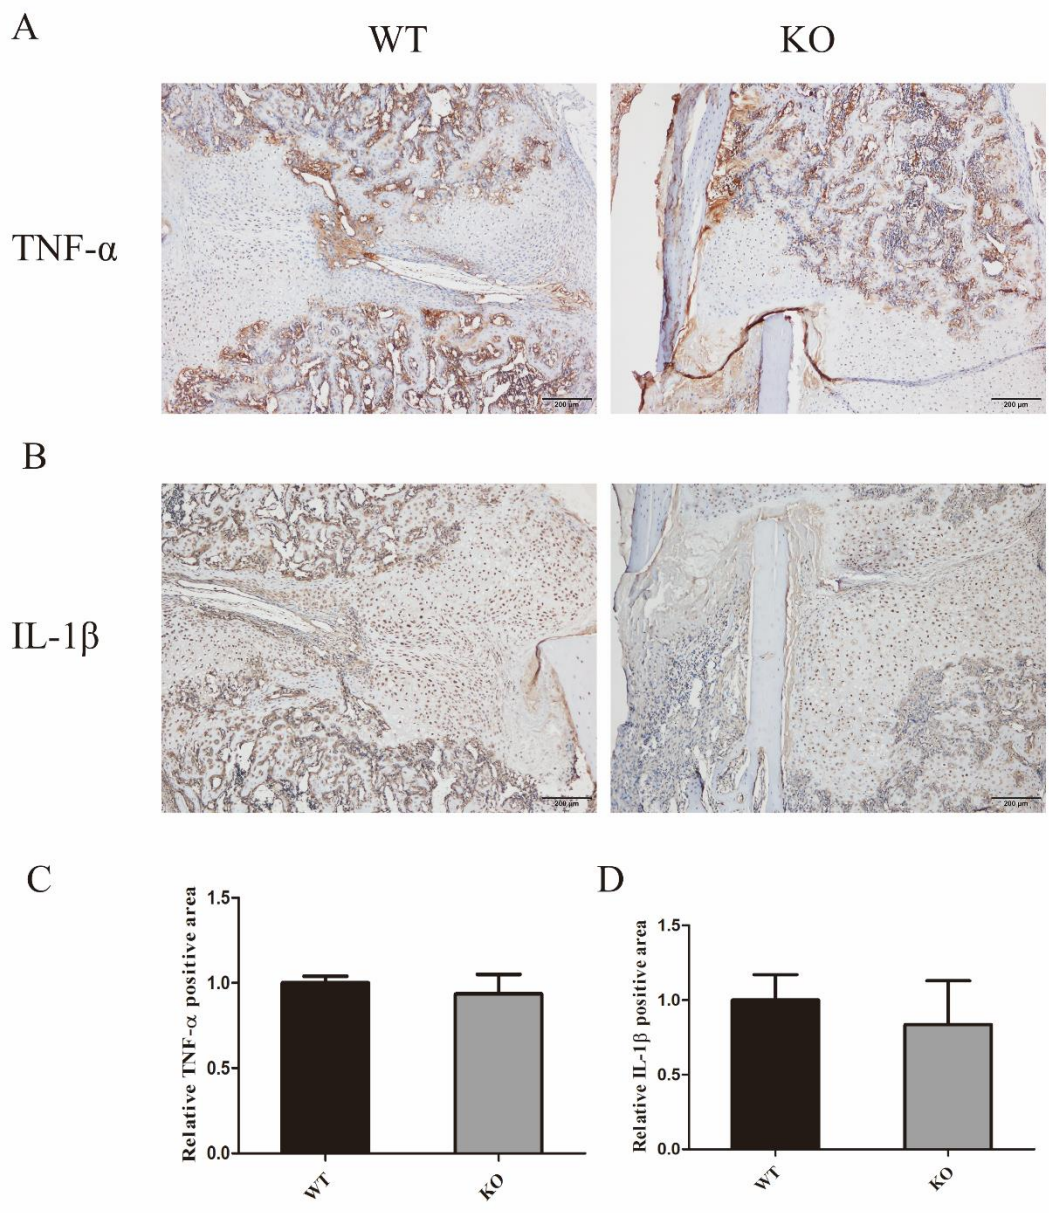 A
WT
KO
TNF-α
200 μm
200 μm
B
IL-1β
200 μm
200 μm
C
Relative TNF-α positive area
1.5
1.0
0.5
0.0
WT
KO
D
Relative IL-1β positive area
1.5
1.0
0.5
0.0
WT
KO